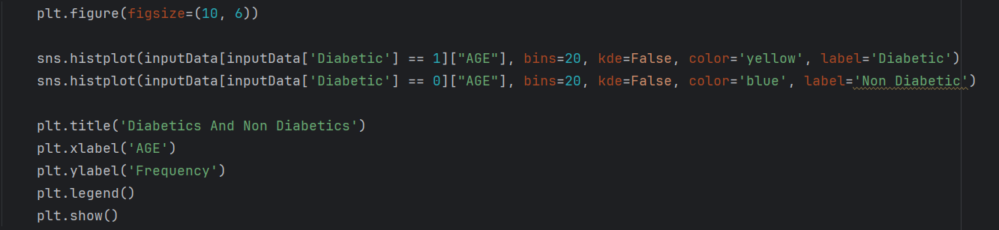 plt.figure(figsize=(10, 6))
sns.histplot(inputData[inputData['Diabetic'] == 1]["AGE"], bins=20, kde=False, color='yellow', label='Diabetic')
sns.histplot(inputData[inputData['Diabetic'] == 0]["AGE"], bins=20, kde=False, color='blue', label='Non Diabetic')
plt.title('Diabetics And Non Diabetics')
plt.xlabel('AGE')
plt.ylabel('Frequency')
plt.legend()
plt.show()